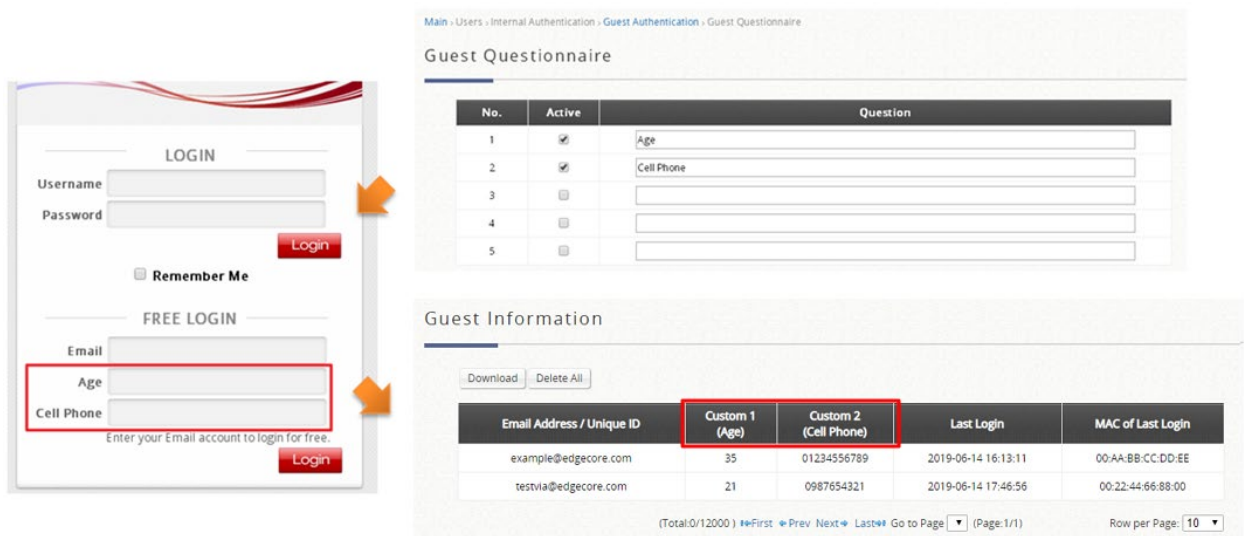 LOGIN
Username
Password
Login
Remember Me
FREE LOGIN
Email
Age
Cell Phone
Enter your Email account to login for free.
Login
Main › Users › Internal Authentication › Guest Authentication › Guest Questionnaire
Guest Questionnaire
No. Active Question
1 Age
2 Cell Phone
3
4
5
Guest Information
Download Delete All
Email Address / Unique ID Custom 1 (Age) Custom 2 (Cell Phone) Last Login MAC of Last Login
example@edgecore.com 35 01234556789 2019-06-14 16:13:11 00:AA:BB:CC:DD:EE
testvia@edgecore.com 21 0987654321 2019-06-14 17:46:56 00:22:44:66:88:00
(Total:0/12000 ) First Prev Next Last Go to Page (Page:1/1) Row per Page: 10